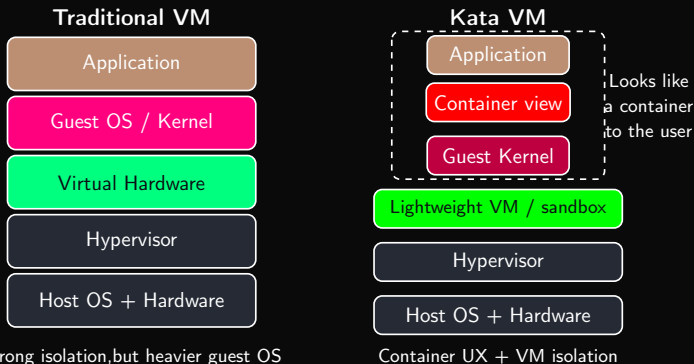 Traditional VM
Application
Guest OS / Kernel
Virtual Hardware
Hypervisor
Host OS + Hardware
rong isolation,but heavier guest OS
Kata VM
Application
Container view
Guest Kernel
Looks like
a container
to the user
Lightweight VM / sandbox
Hypervisor
Host OS + Hardware
Container UX + VM isolation